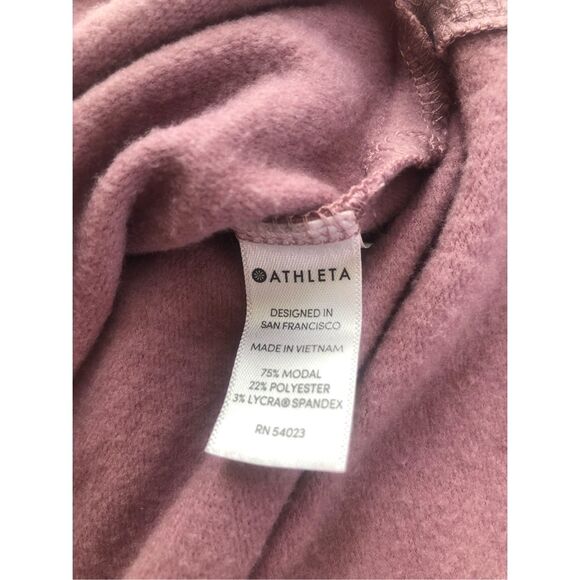 ATHLETA
DESIGNED IN
SAN FRANCISCO
MADE IN VIETNAM
75% MODAL
22% POLYESTER
3% LYCRA® SPANDEX
RN 54023